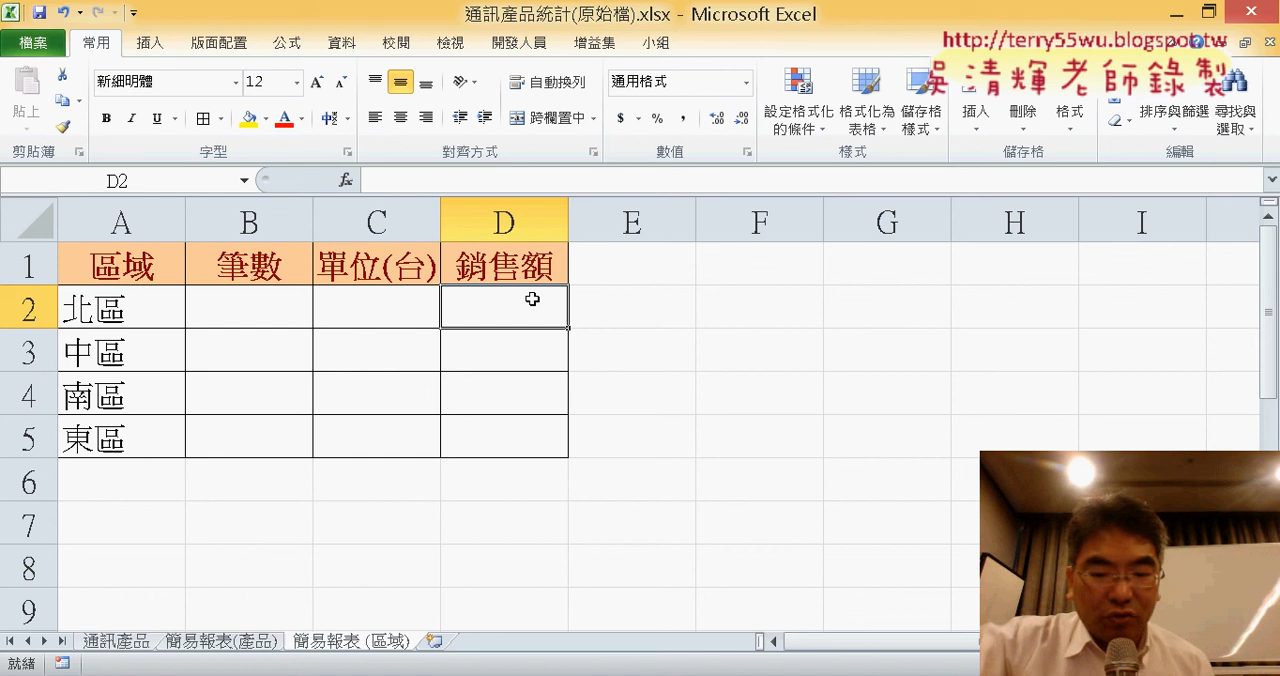 通訊產品統計(原始檔).xlsx - Microsoft Excel
檔案 常用 插入 版面配置 公式 資料 校閱 檢視 開發人員 增益集 小組
http://terry55wu.blogspot.tw
吳清輝老師錄製
貼上 新細明體 12 自動換列 通用格式 設定格式化的條件 格式化為表格 儲存格樣式 插入 刪除 格式 排序與篩選 尋找與選取
B I U 中 跨欄置中 $ % ,
剪貼簿 字型 對齊方式 數值 樣式 儲存格 編輯
D2 fx
A B C D E F G H I
1 區域 筆數 單位(台) 銷售額
2 北區
3 中區
4 南區
5 東區
6
7
8
9
通訊產品 簡易報表(產品) 簡易報表 (區域)
就緒